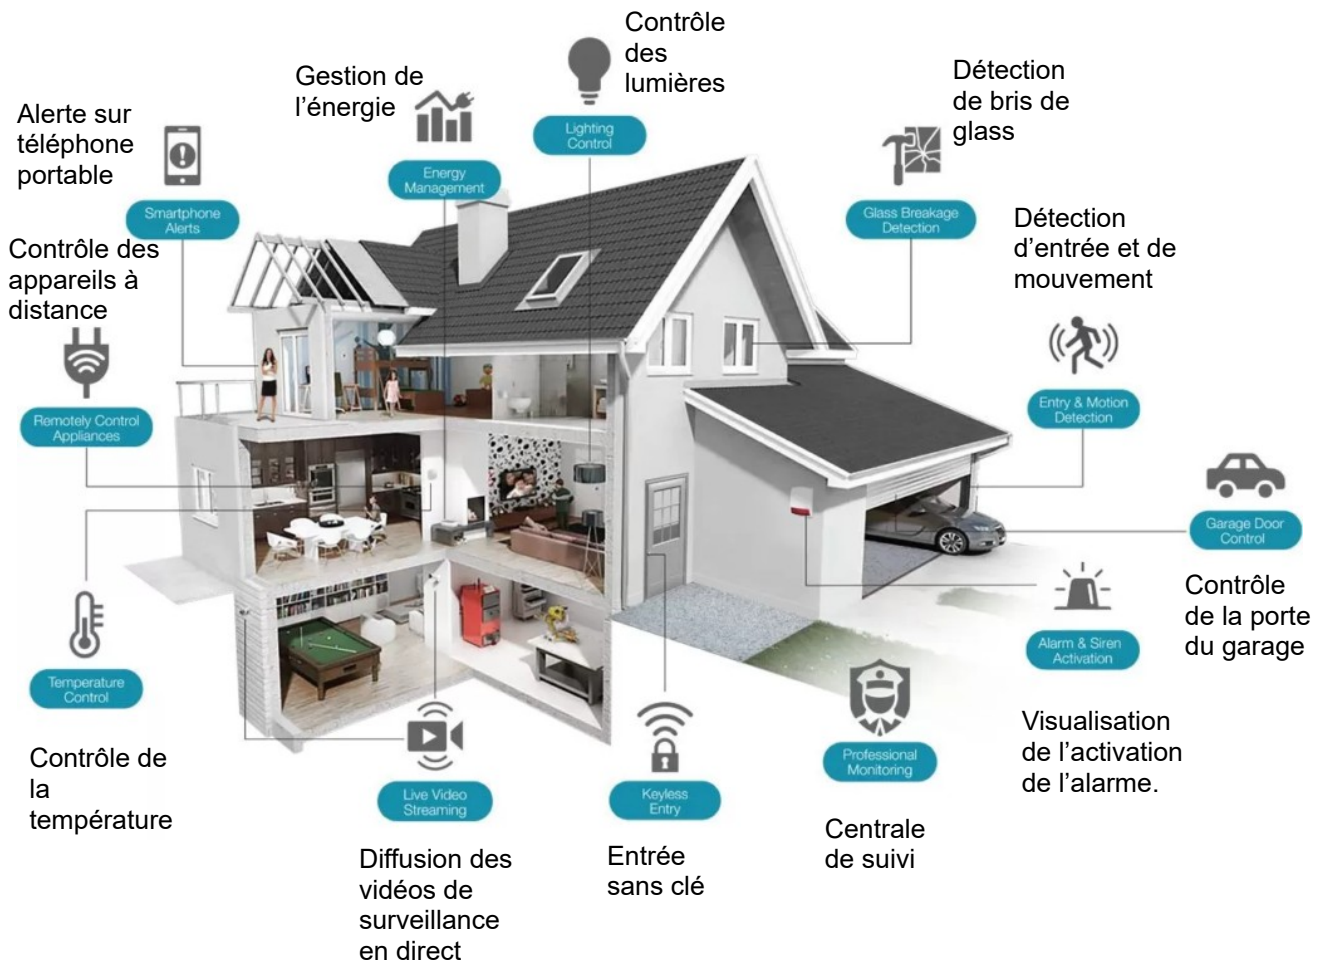 Contrôle
des
lumières
Gestion de
l’énergie
Détection
de bris de
glass
Alerte sur
téléphone
portable
Lighting
Control
Energy
Management
Smartphone
Alerts
Glass Breakage
Detection
Détection
d’entrée et de
mouvement
Contrôle des
appareils à
distance
Remotely Control
Appliances
Entry & Motion
Detection
Garage Door
Control
Contrôle
de la porte
du garage
Temperature
Control
Alarm & Siren
Activation
Contrôle de
la
température
Visualisation
de l’activation
de l’alarme.
Professional
Monitoring
Live Video
Streaming
Keyless
Entry
Centrale
de suivi
Diffusion des
vidéos de
surveillance
en direct
Entrée
sans clé